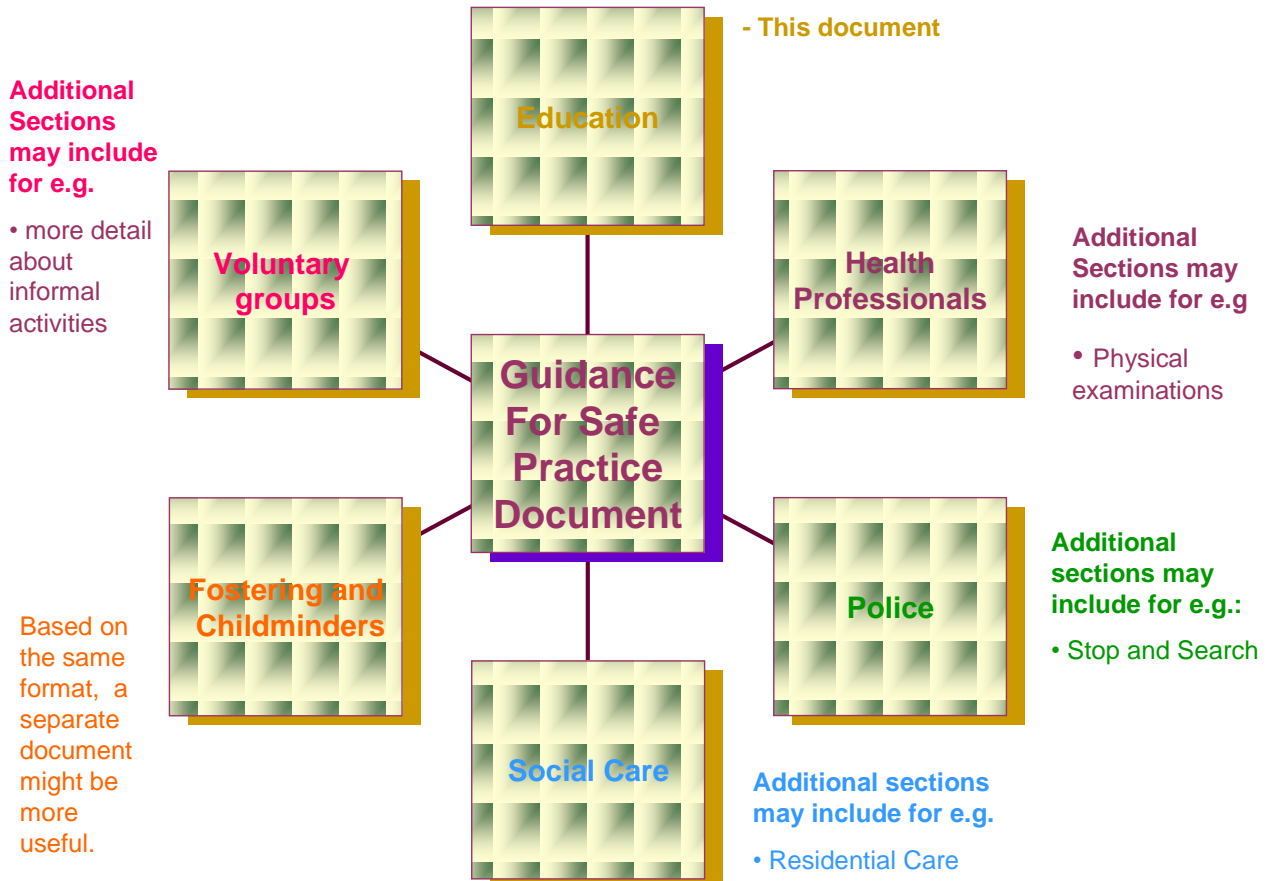 - This document
Education
Additional
Sections
may include
for e.g.
• more detail
about
informal
activities
Voluntary
groups
Health
Professionals
Additional
Sections may
include for e.g
• Physical
examinations
Guidance
For Safe
Practice
Document
Fostering and
Childminders
Based on
the same
format, a
separate
document
might be
more
useful.
Police
Additional
sections may
include for e.g.:
• Stop and Search
Social Care
Additional sections
may include for e.g.
• Residential Care